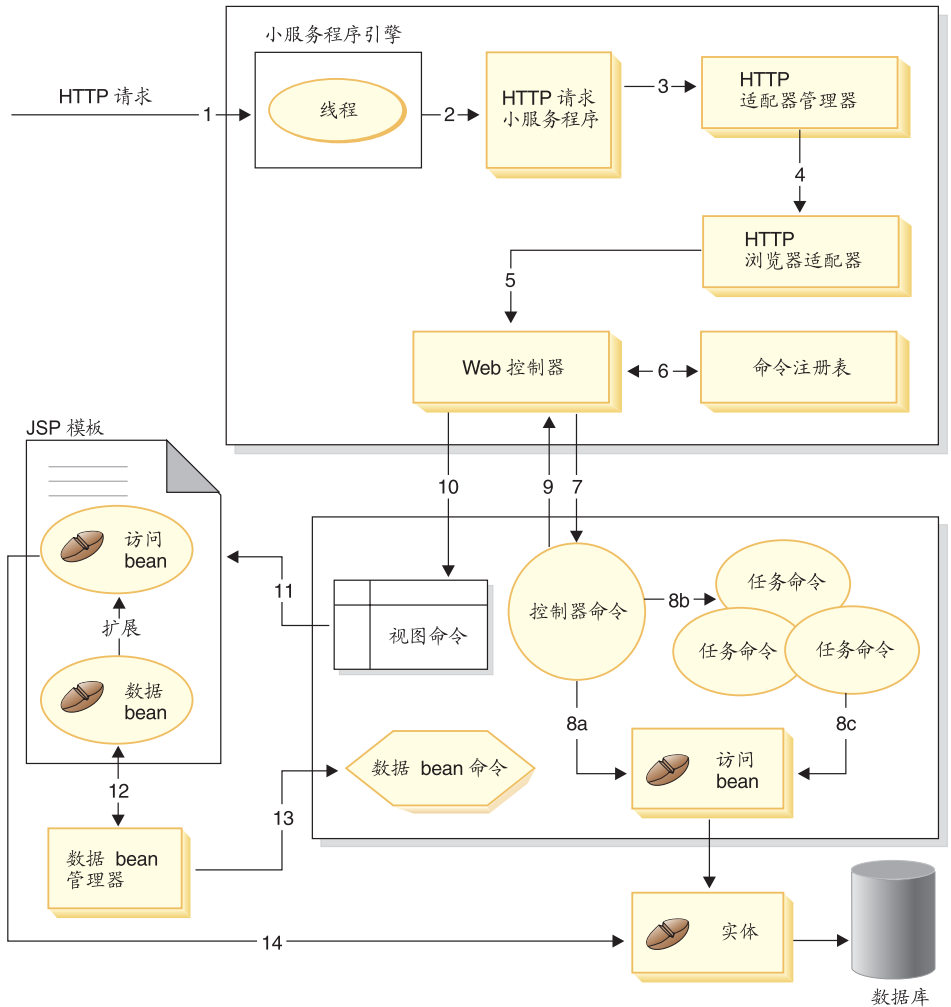 小服务程序引擎
HTTP 请求
1
线程
2
HTTP 请求
小服务程序
3
HTTP
适配器管理器
4
HTTP
浏览器适配器
5
Web 控制器
6
命令注册表
JSP 模板
10
9
7
访问
bean
11
视图命令
控制器命令
8b
任务命令
任务命令
任务命令
扩展
数据
bean
8a
8c
12
数据 bean 命令
访问
bean
13
数据 bean
管理器
14
实体
数据库